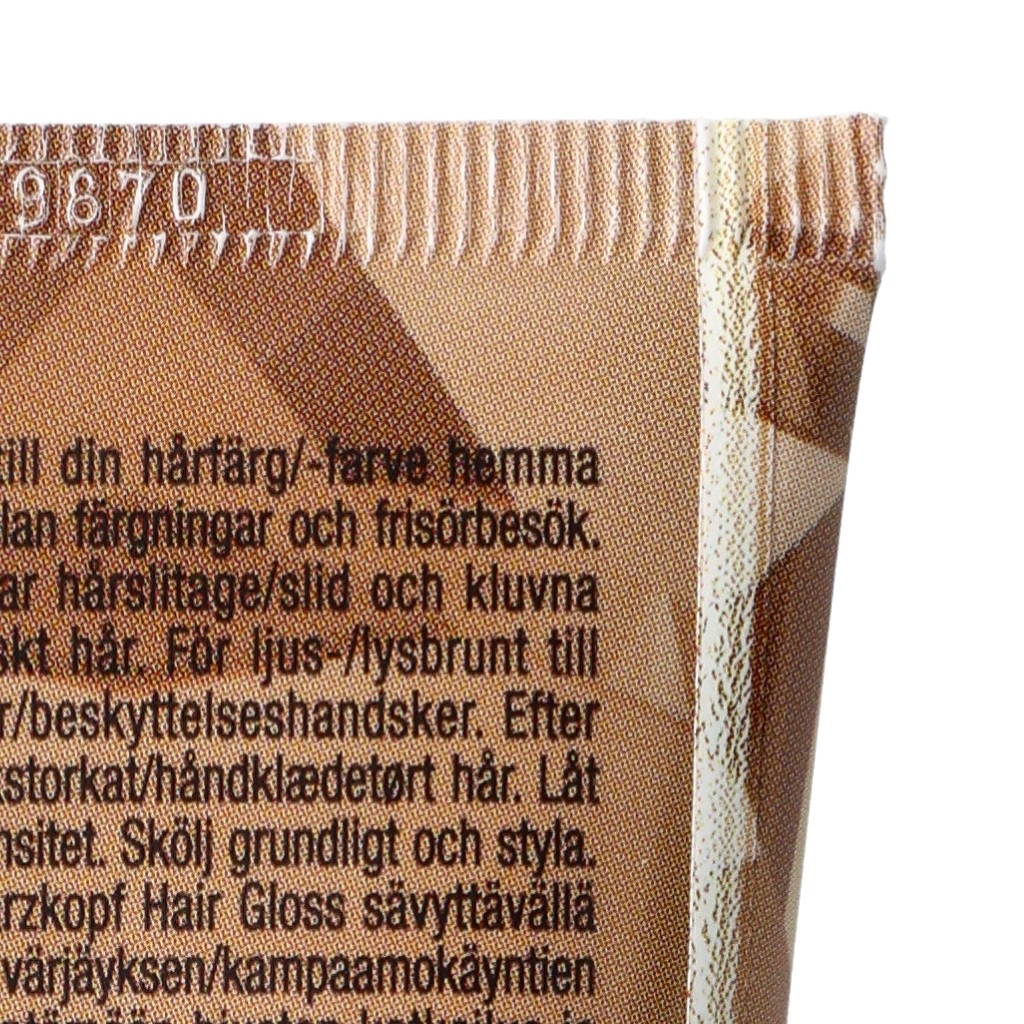 9870
till din hårfärg/-farve hemma
lan färgningar och frisörbesök.
ar hårslitage/slid och kluvna
skt hår. För ljus-/lysbrunt till
r/beskyttelseshandsker. Efter
storkat/håndklædetørt hår. Låt
nsitet. Skölj grundligt och styla.
rzkopf Hair Gloss sävyttävällä
värjäyksen/kampaamokäyntien